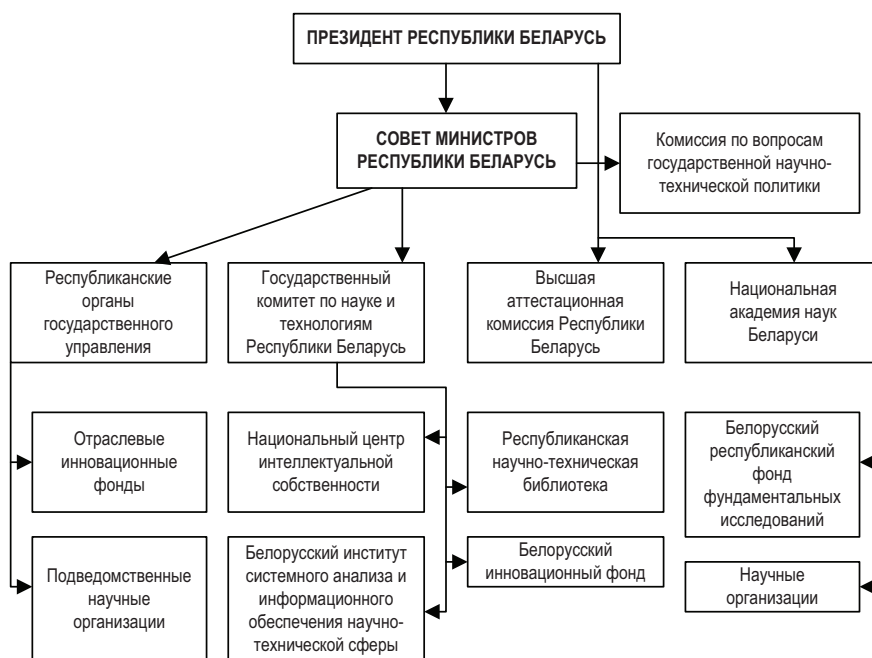 ПРЕЗИДЕНТ РЕСПУБЛИКИ БЕЛАРУСЬ
СОВЕТ МИНИСТРОВ
РЕСПУБЛИКИ БЕЛАРУСЬ
Комиссия по вопросам
государственной научно-
технической политики
Республиканские
органы
государственного
управления
Государственный
комитет по науке и
технологиям
Республики Беларусь
Высшая
аттестационная
комиссия Республики
Беларусь
Национальная
академия наук
Беларуси
Отраслевые
инновационные
фонды
Национальный центр
интеллектуальной
собственности
Республиканская
научно-техническая
библиотека
Белорусский
республиканский
фонд
фундаментальных
исследований
Подведомственные
научные
организации
Белорусский институт
системного анализа и
информационного
обеспечения научно-
технической сферы
Белорусский
инновационный фонд
Научные
организации